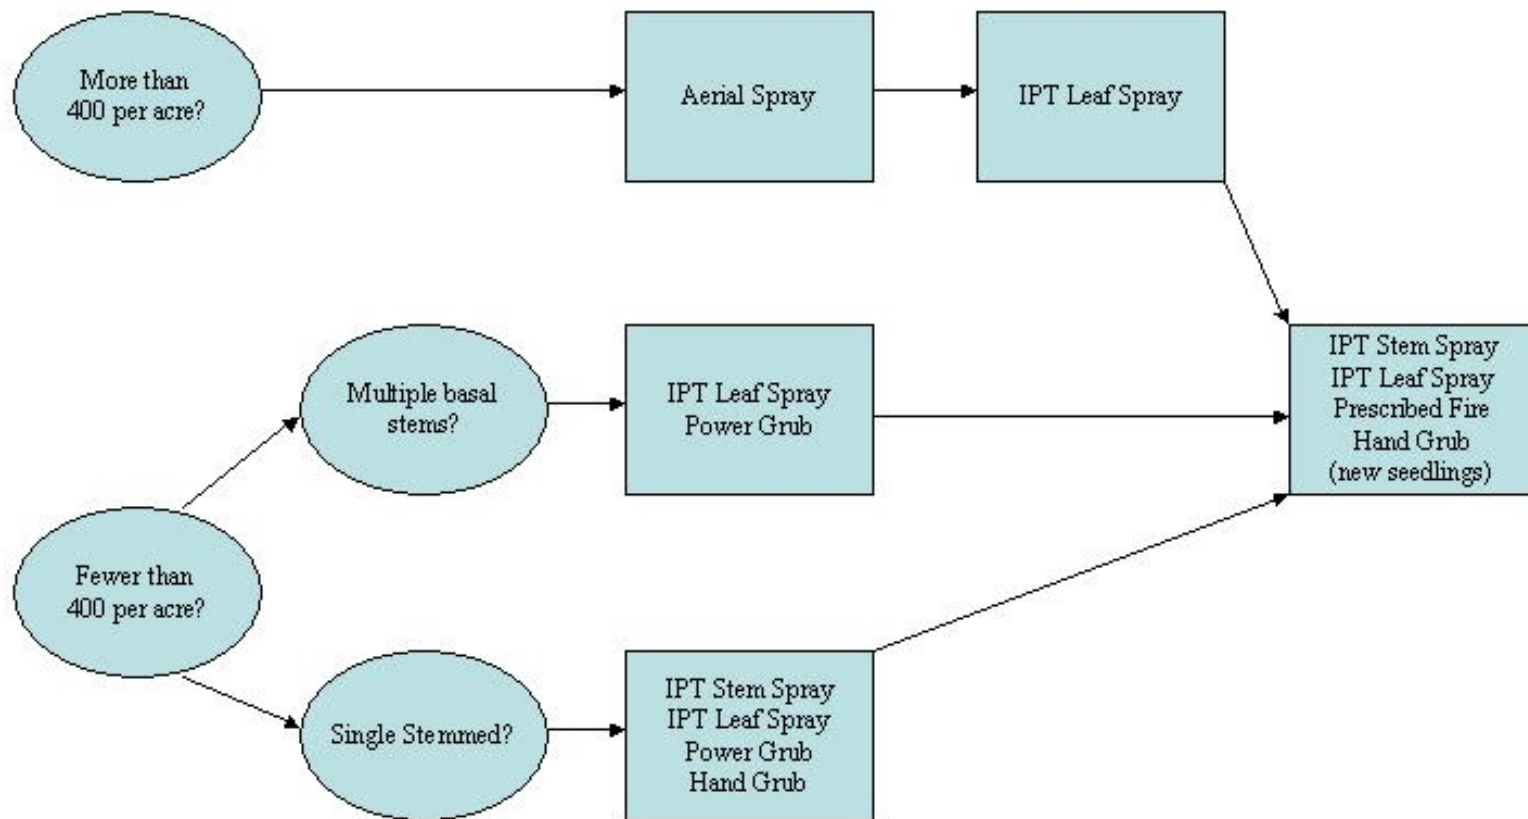 More than
400 per acre?
Aerial Spray
IPT Leaf Spray
Multiple basal
stems?
IPT Leaf Spray
Power Grub
IPT Stem Spray
IPT Leaf Spray
Prescribed Fire
Hand Grub
(new seedlings)
Fewer than
400 per acre?
Single Stemmed?
IPT Stem Spray
IPT Leaf Spray
Power Grub
Hand Grub